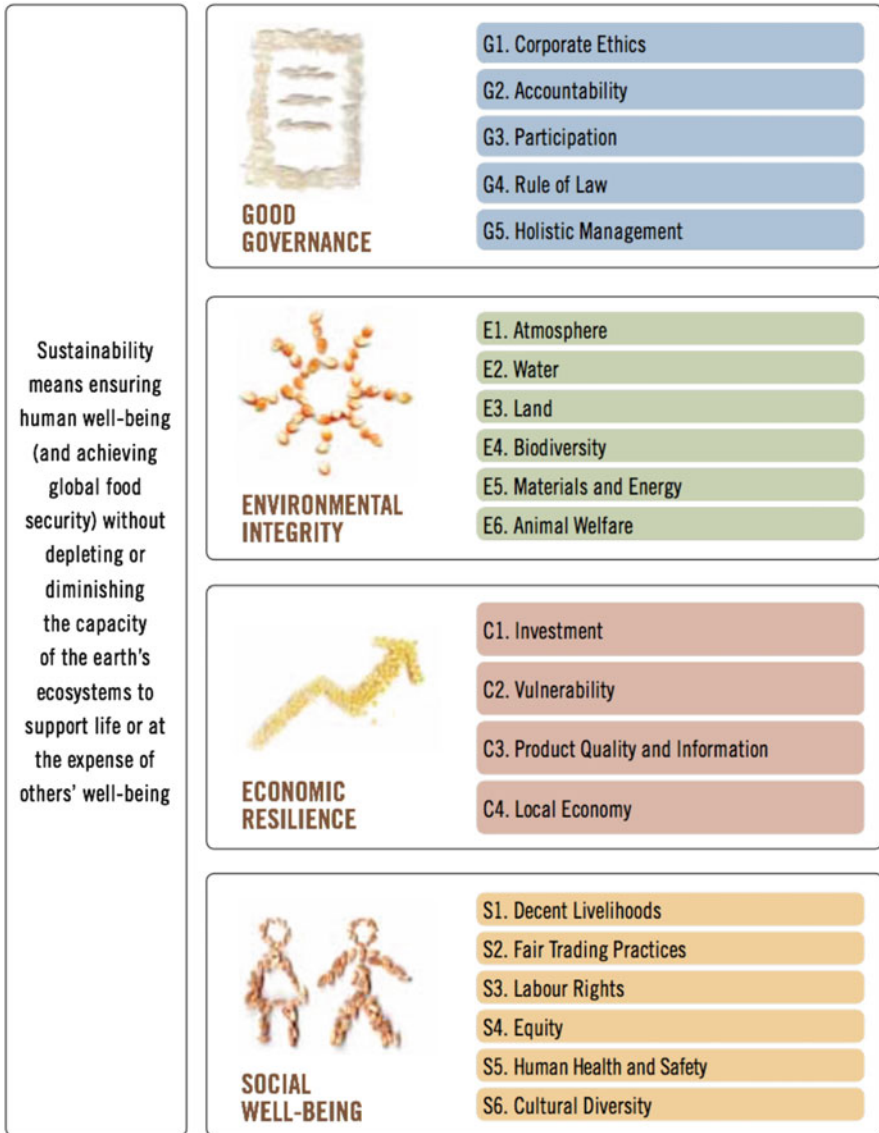 Sustainability
means ensuring
human well-being
(and achieving
global food
security) without
depleting or
diminishing
the capacity
of the earth's
ecosystems to
support life or at
the expense of
others' well-being
GOOD
GOVERNANCE
G1. Corporate Ethics
G2. Accountability
G3. Participation
G4. Rule of Law
G5. Holistic Management
ENVIRONMENTAL
INTEGRITY
E1. Atmosphere
E2. Water
E3. Land
E4. Biodiversity
E5. Materials and Energy
E6. Animal Welfare
ECONOMIC
RESILIENCE
C1. Investment
C2. Vulnerability
C3. Product Quality and Information
C4. Local Economy
SOCIAL
WELL-BEING
S1. Decent Livelihoods
S2. Fair Trading Practices
S3. Labour Rights
S4. Equity
S5. Human Health and Safety
S6. Cultural Diversity